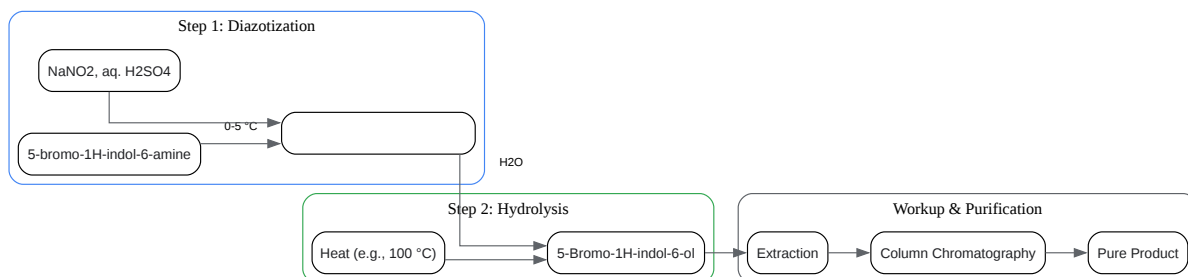 Step 1: Diazotization
NaNO2, aq. H2SO4
0-5 °C
5-bromo-1H-indol-6-amine
H2O
Step 2: Hydrolysis
Heat (e.g., 100 °C)
5-Bromo-1H-indol-6-ol
Workup & Purification
Extraction
Column Chromatography
Pure Product